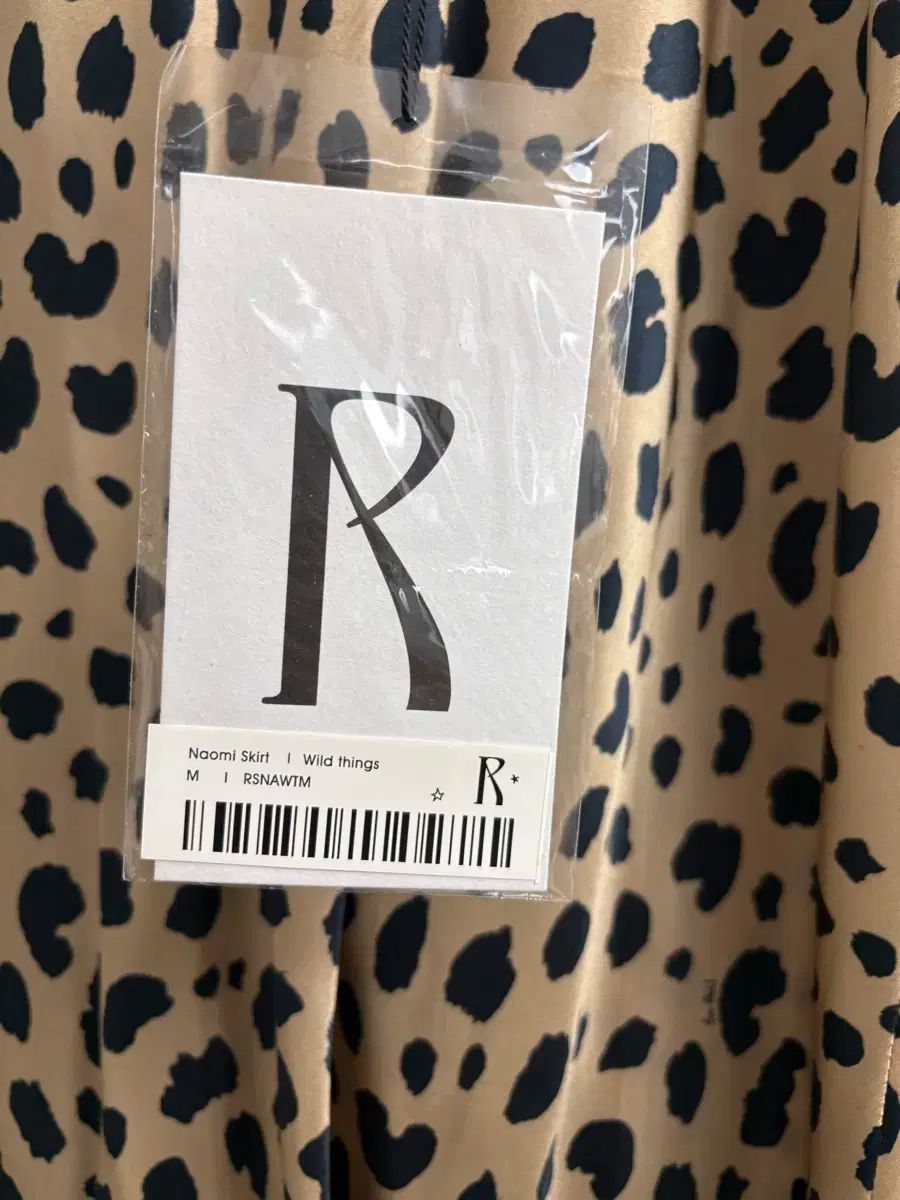 R
Naomi Skirt | Wild things
M | RSNAWTM
R